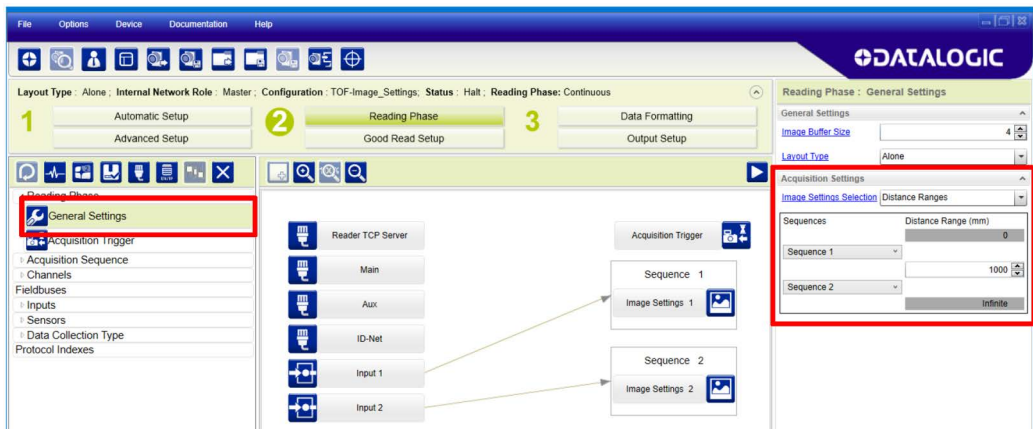 File Options Device Documentation Help
DATALOGIC
Layout Type : Alone ; Internal Network Role : Master ; Configuration : TOF-Image_Settings; Status : Halt ; Reading Phase: Continuous
1 Automatic Setup
Advanced Setup
2 Reading Phase
Good Read Setup
3 Data Formatting
Output Setup
Reading Phase
General Settings
Acquisition Trigger
Acquisition Sequence
Channels
Fieldbuses
Inputs
Sensors
Data Collection Type
Protocol Indexes
Reader TCP Server
Main
Aux
ID-Net
Input 1
Input 2
Acquisition Trigger
Sequence 1
Image Settings 1
Sequence 2
Image Settings 2
Reading Phase : General Settings
General Settings
Image Buffer Size 4
Layout Type Alone
Acquisition Settings
Image Settings Selection Distance Ranges
Sequences Distance Range (mm)
0
Sequence 1
1000
Sequence 2
Infinite